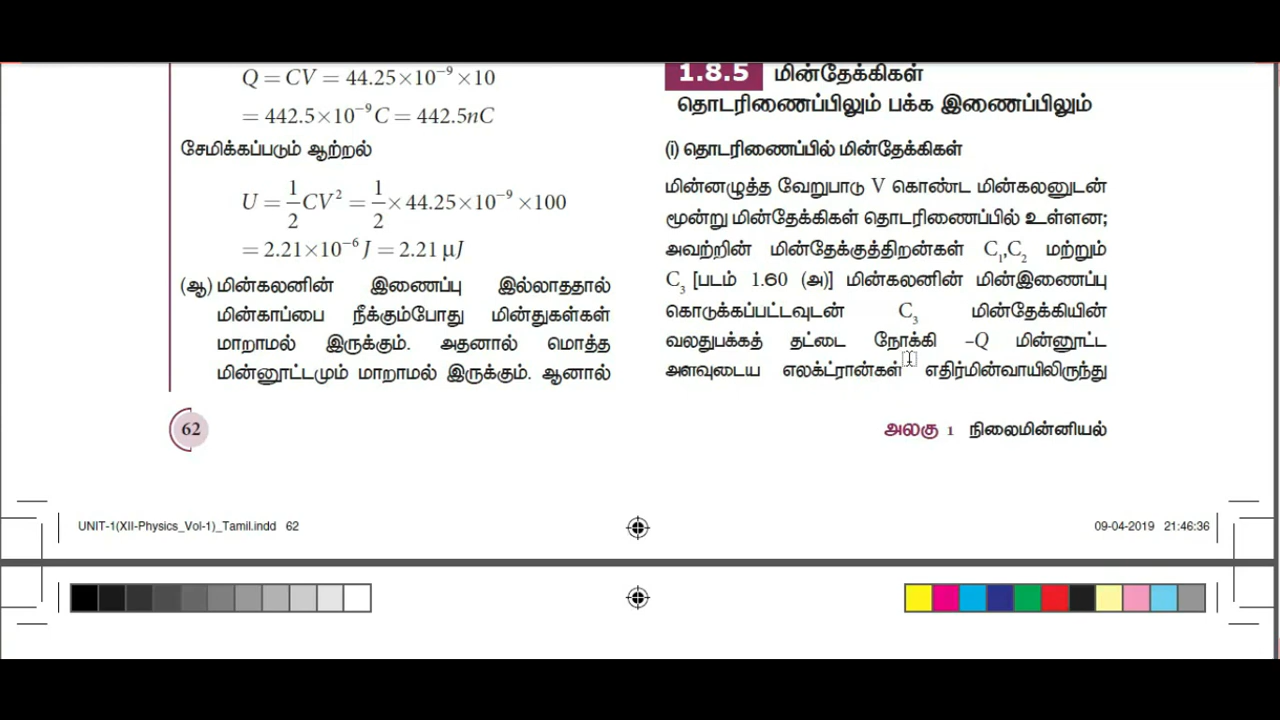 Q = CV = 44.25×10⁻⁹×10
= 442.5×10⁻⁹C = 442.5nC
சேமிக்கப்படும் ஆற்றல்
U = 1/2 CV² = 1/2 × 44.25×10⁻⁹ ×100
= 2.21×10⁻⁶ J = 2.21 μJ
(ஆ) மின்கலனின் இணைப்பு இல்லாததால்
மின்காப்பை நீக்கும்போது மின்துகள்கள்
மாறாமல் இருக்கும். அதனால் மொத்த
மின்னூட்டமும் மாறாமல் இருக்கும். ஆனால்
62
1.8.5 மின்தேக்கிகள்
தொடரிணைப்பிலும் பக்க இணைப்பிலும்
(i) தொடரிணைப்பில் மின்தேக்கிகள்
மின்னழுத்த வேறுபாடு V கொண்ட மின்கலனுடன்
மூன்று மின்தேக்கிகள் தொடரிணைப்பில் உள்ளன;
அவற்றின் மின்தேக்குத்திறன்கள் C₁,C₂ மற்றும்
C₃ [படம் 1.60 (அ)] மின்கலனின் மின்இணைப்பு
கொடுக்கப்பட்டவுடன் C₃ மின்தேக்கியின்
வலதுபக்கத் தட்டை நோக்கி –Q மின்னூட்ட
அளவுடைய எலக்ட்ரான்கள் எதிர்மின்வாயிலிருந்து
அலகு 1 நிலைமின்னியல்
UNIT-1(XII-Physics_Vol-1)_Tamil.indd 62
09-04-2019 21:46:36